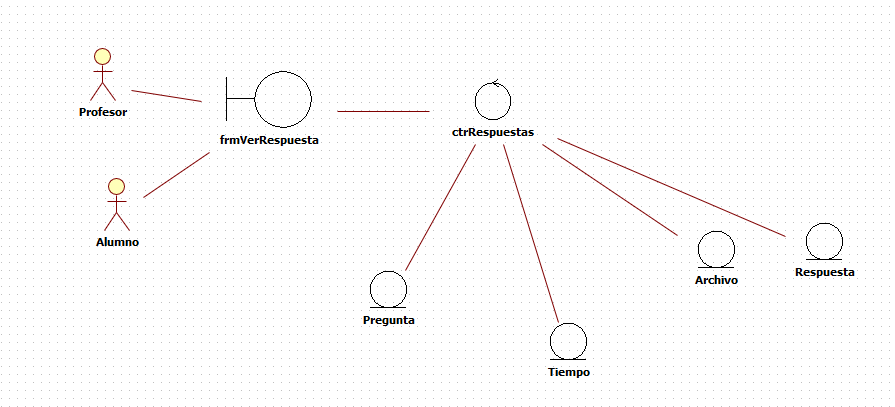 Profesor
frmVerRespuesta
ctrRespuestas
Alumno
Archivo
Respuesta
Pregunta
Tiempo